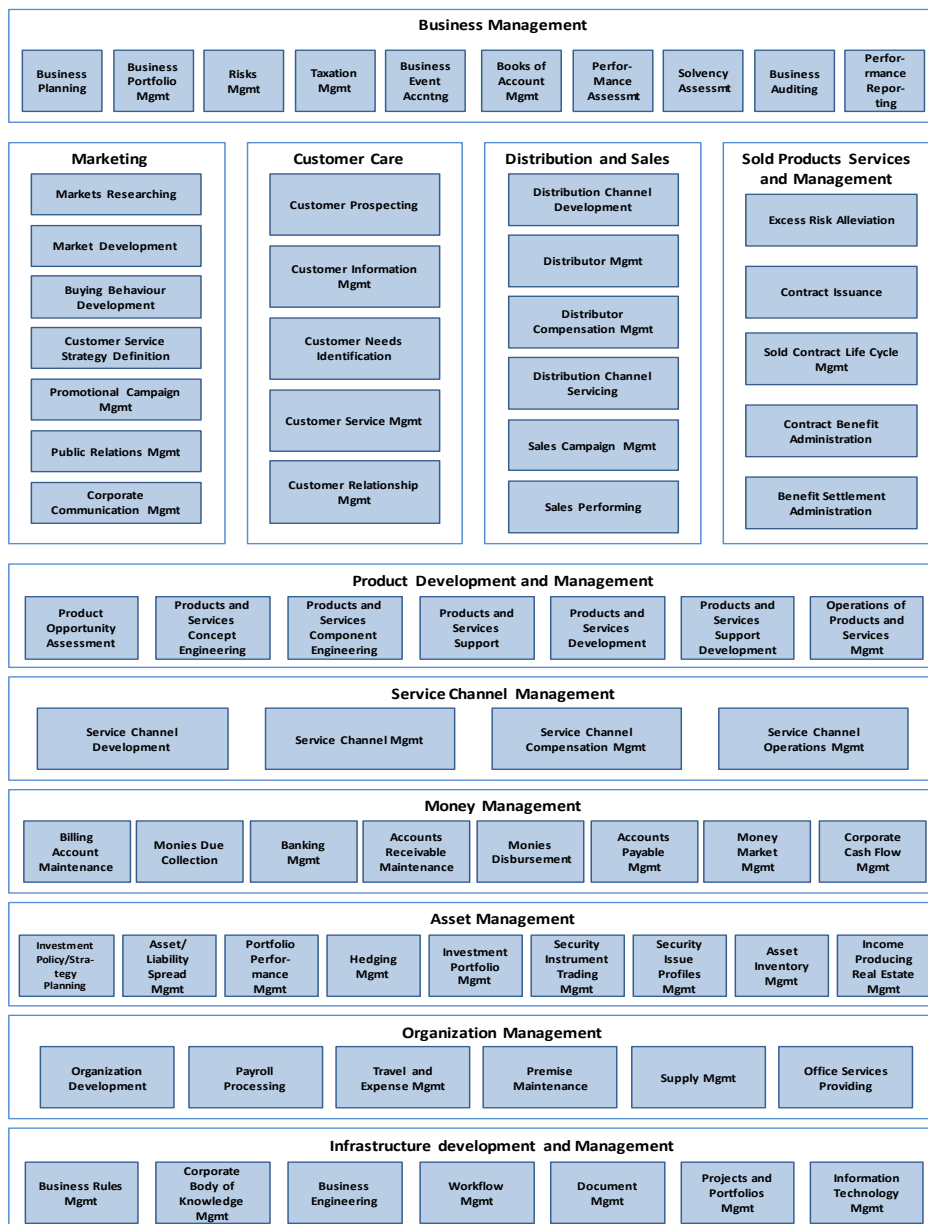 Business Management
Business
Planning
Business
Portfolio
Mgmt
Risks
Mgmt
Taxation
Mgmt
Business
Event
Accntng
Books of
Account
Mgmt
Perfor-
Mance
Assessmt
Solvency
Assessmt
Business
Auditing
Perfor-
rmance
Repor-
ting
Marketing
Markets Researching
Market Development
Buying Behaviour
Development
Customer Service
Strategy Definition
Promotional Campaign
Mgmt
Public Relations Mgmt
Corporate
Communication Mgmt
Customer Care
Customer Prospecting
Customer Information
Mgmt
Customer Needs
Identification
Customer Service Mgmt
Customer Relationship
Mgmt
Distribution and Sales
Distribution Channel
Development
Distributor Mgmt
Distributor
Compensation Mgmt
Distribution Channel
Servicing
Sales Campaign Mgmt
Sales Performing
Sold Products Services
and Management
Excess Risk Alleviation
Contract Issuance
Sold Contract Life Cycle
Mgmt
Contract Benefit
Administration
Benefit Settlement
Administration
Product Development and Management
Product
Opportunity
Assessment
Products and
Services
Concept
Engineering
Products and
Services
Component
Engineering
Products and
Services
Support
Products and
Services
Development
Products and
Services
Support
Development
Operations of
Products and
Services
Mgmt
Service Channel Management
Service Channel
Development
Service Channel Mgmt
Service Channel
Compensation Mgmt
Service Channel
Operations Mgmt
Money Management
Billing
Account
Maintenance
Monies Due
Collection
Banking
Mgmt
Accounts
Receivable
Maintenance
Monies
Disbursement
Accounts
Payable
Mgmt
Money
Market
Mgmt
Corporate
Cash Flow
Mgmt
Asset Management
Investment
Policy/Stra-
tegy
Planning
Asset/
Liability
Spread
Mgmt
Portfolio
Perfor-
mance
Mgmt
Hedging
Mgmt
Investment
Portfolio
Mgmt
Security
Instrument
Trading
Mgmt
Security
Issue
Profiles
Mgmt
Asset
Inventory
Mgmt
Income
Producing
Real Estate
Mgmt
Organization Management
Organization
Development
Payroll
Processing
Travel and
Expense Mgmt
Premise
Maintenance
Supply Mgmt
Office Services
Providing
Infrastructure development and Management
Business Rules
Mgmt
Corporate
Body of
Knowledge
Mgmt
Business
Engineering
Workflow
Mgmt
Document
Mgmt
Projects and
Portfolios
Mgmt
Information
Technology
Mgmt